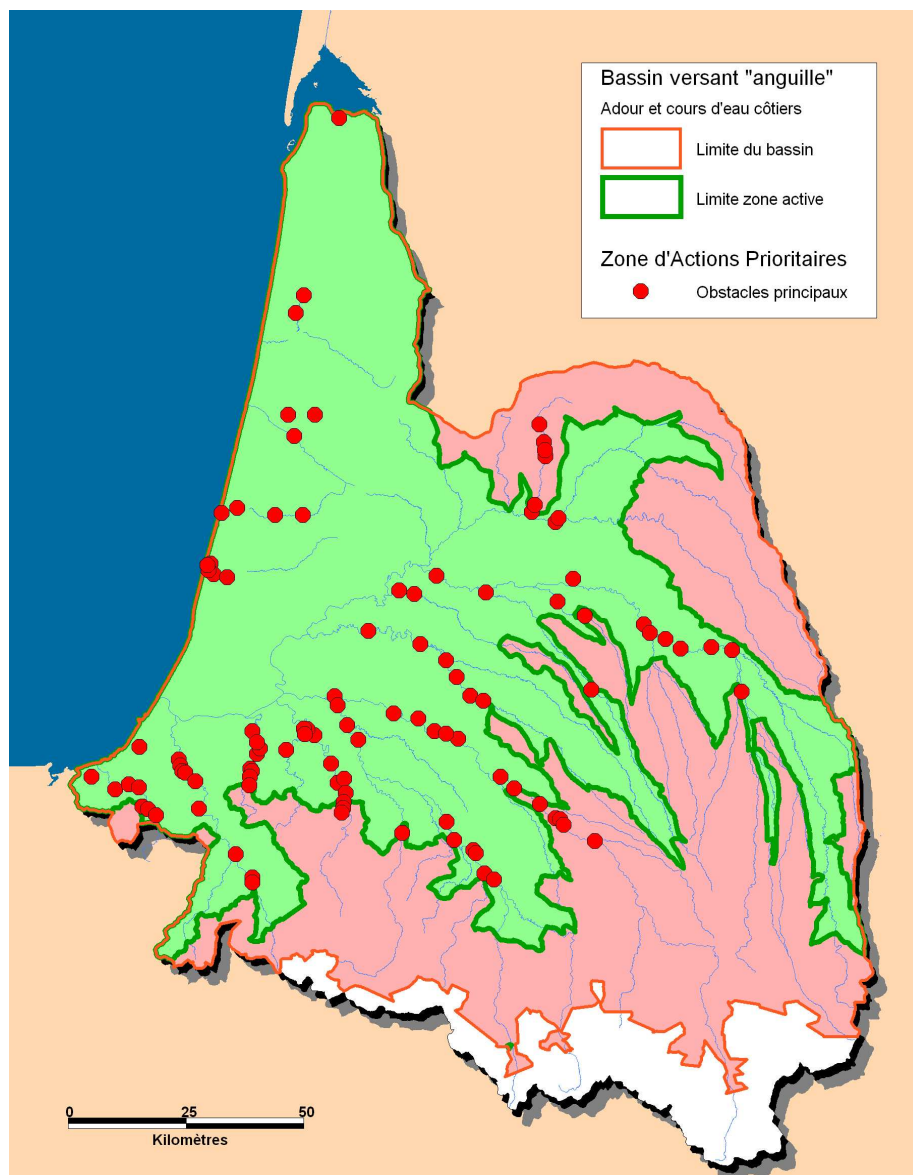 Bassin versant "anguille"
Adour et cours d'eau côtiers
Limite du bassin
Limite zone active
Zone d'Actions Prioritaires
Obstacles principaux
0 25 50
Kilomètres